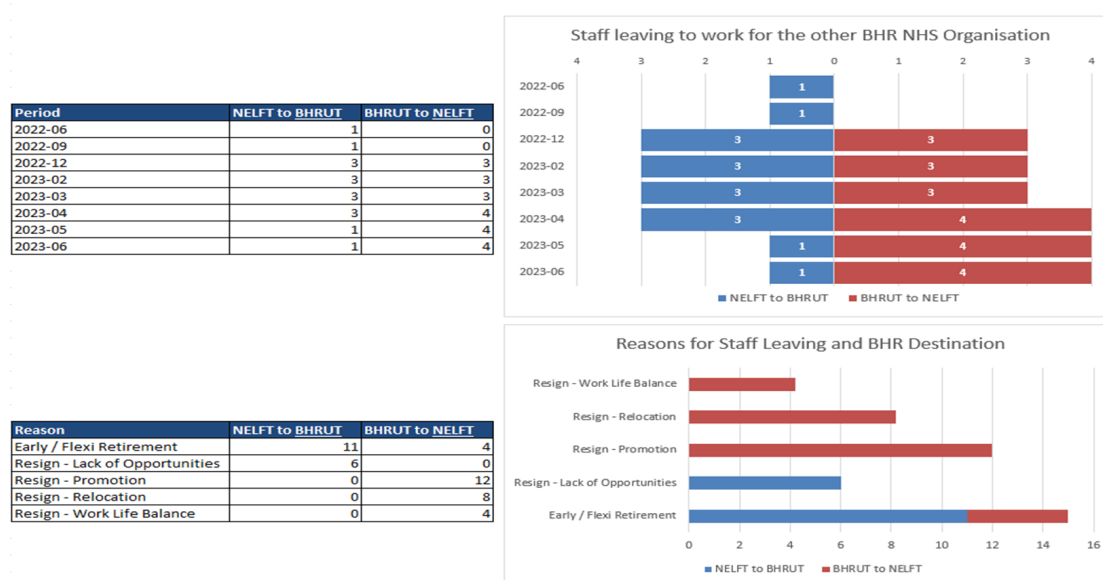 Period NELFT to BHRUT BHRUT to NELFT
2022-06 1 0
2022-09 1 0
2022-12 3 3
2023-02 3 3
2023-03 3 3
2023-04 3 4
2023-05 1 4
2023-06 1 4
Staff leaving to work for the other BHR NHS Organisation
4 3 2 1 0 1 2 3 4
2022-06 1
2022-09 1
2022-12 3 3
2023-02 3 3
2023-03 3 3
2023-04 3 4
2023-05 1 4
2023-06 1 4
NELFT to BHRUT BHRUT to NELFT
Reason NELFT to BHRUT BHRUT to NELFT
Early / Flexi Retirement 11 4
Resign - Lack of Opportunities 6 0
Resign - Promotion 0 12
Resign - Relocation 0 8
Resign - Work Life Balance 0 4
Reasons for Staff Leaving and BHR Destination
Resign - Work Life Balance
Resign - Relocation
Resign - Promotion
Resign - Lack of Opportunities
Early / Flexi Retirement
0 2 4 6 8 10 12 14 16
NELFT to BHRUT BHRUT to NELFT